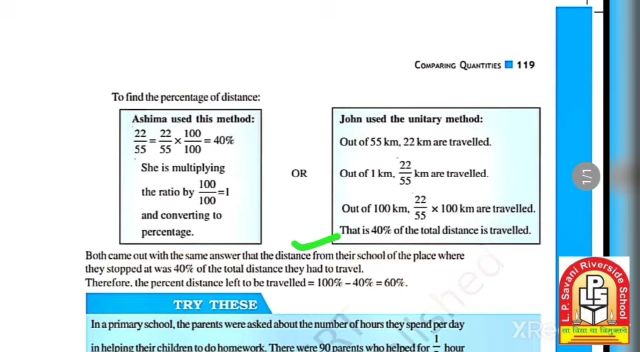 COMPARING QUANTITIES 119
To find the percentage of distance:
Ashima used this method:
22/55 = 22/55 × 100/100 = 40%
She is multiplying
the ratio by 100/100 = 1
and converting to
percentage.
OR
John used the unitary method:
Out of 55 km, 22 km are travelled.
Out of 1 km, 22/55 km are travelled.
Out of 100 km, 22/55 × 100 km are travelled.
That is 40% of the total distance is travelled.
Both came out with the same answer that the distance from their school of the place where
they stopped at was 40% of the total distance they had to travel.
Therefore, the percent distance left to be travelled = 100% – 40% = 60%.
TRY THESE
In a primary school, the parents were asked about the number of hours they spend per day
in helping their children to do homework. There were 90 parents who helped for 1/ hour
1/1
L. P. Savani Riverside School
LPS
सा विद्या या विमुक्तये